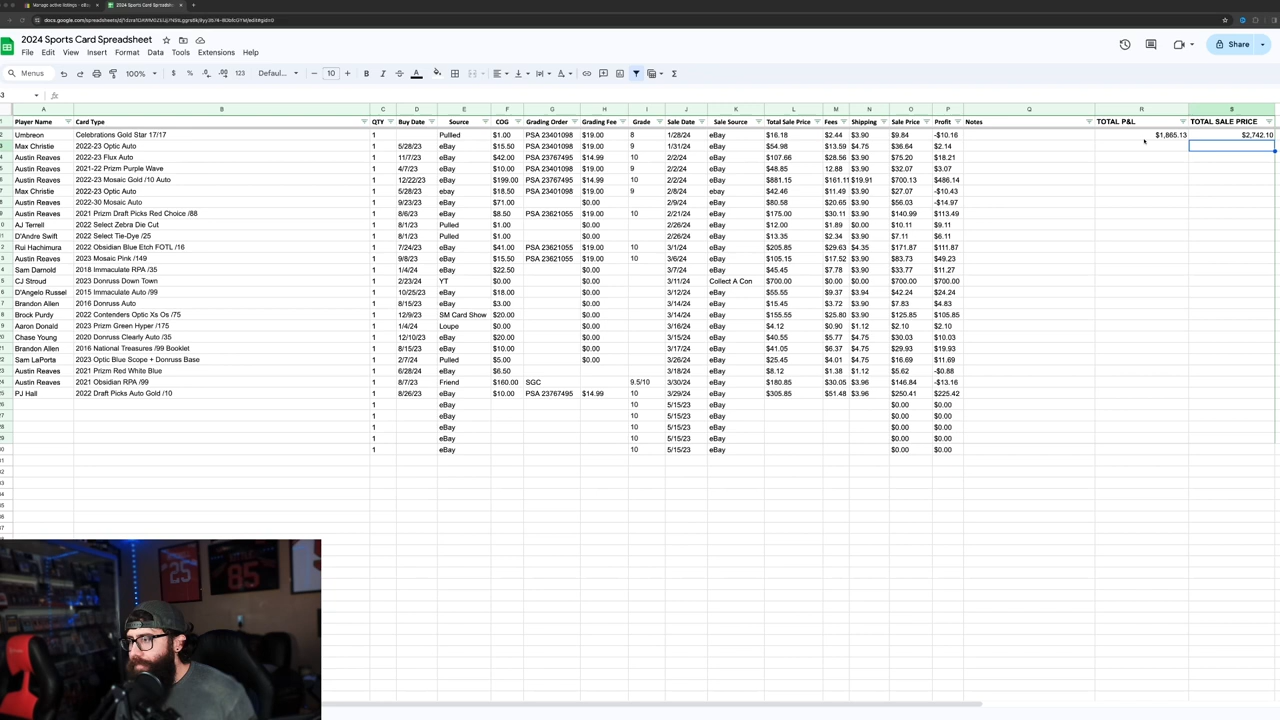 Manage active listings - eB
2024 Sports Card Spreadsheet
2024 Sports Card Spreadsheet
File Edit View Insert Format Data Tools Extensions Help
Share
Menus 100% $ % .0 .00 123 Defaul... 10 B I A
fx
A B C D E F G H I J K L M N O P Q R S
Player Name Card Type QTY Buy Date Source COG Grading Order Grading Fee Grade Sale Date Sale Source Total Sale Price Fees Shipping Sale Price Profit Notes TOTAL P&L TOTAL SALE PRICE
Umbreon Celebrations Gold Star 17/17 1 Pullled $1.00 PSA 23401098 $19.00 8 1/28/24 eBay $16.18 $2.44 $3.90 $9.84 -$10.16 $1,865.13 $2,742.10
Max Christie 2022-23 Optic Auto 1 5/28/23 eBay $15.50 PSA 23401098 $19.00 9 1/31/24 eBay $54.98 $13.59 $4.75 $36.64 $2.14
Austin Reaves 2022-23 Flux Auto 1 11/7/23 eBay $42.00 PSA 23767495 $14.99 10 2/2/24 eBay $107.66 $28.56 $3.90 $75.20 $18.21
Austin Reaves 2021-22 Prizm Purple Wave 1 4/7/23 eBay $10.00 PSA 23401098 $19.00 9 2/2/24 eBay $48.85 12.88 $3.90 $32.07 $3.07
Austin Reaves 2022-23 Mosaic Gold /10 Auto 1 12/22/23 eBay $199.00 PSA 23767495 $14.99 10 2/2/24 eBay $881.15 $161.11 $19.91 $700.13 $486.14
Max Christie 2022-23 Optic Auto 1 5/28/23 ebay $18.50 PSA 23401098 $19.00 9 2/8/24 ebay $42.46 $11.49 $3.90 $27.07 -$10.43
Austin Reaves 2022-30 Mosaic Auto 1 9/23/23 eBay $71.00 $0.00 2/9/24 eBay $80.58 $20.65 $3.90 $56.03 -$14.97
Austin Reaves 2021 Prizm Draft Picks Red Choice /88 1 8/6/23 eBay $8.50 PSA 23621055 $19.00 10 2/21/24 eBay $175.00 $30.11 $3.90 $140.99 $113.49
AJ Terrell 2022 Select Zebra Die Cut 1 8/1/23 Pulled $1.00 $0.00 2/26/24 eBay $12.00 $1.89 $0.00 $10.11 $9.11
D'Andre Swift 2022 Select Tie-Dye /25 1 8/1/23 Pulled $1.00 $0.00 2/26/24 eBay $13.35 $2.34 $3.90 $7.11 $6.11
Rui Hachimura 2022 Obsidian Blue Etch FOTL /16 1 7/24/23 eBay $41.00 PSA 23621055 $19.00 10 3/1/24 eBay $205.85 $29.63 $4.35 $171.87 $111.87
Austin Reaves 2023 Mosaic Pink /149 1 9/8/23 eBay $15.50 PSA 23621055 $19.00 10 3/6/24 eBay $105.15 $17.52 $3.90 $83.73 $49.23
Sam Darnold 2018 Immaculate RPA /35 1 1/4/24 eBay $22.50 $0.00 3/7/24 eBay $45.45 $7.78 $3.90 $33.77 $11.27
CJ Stroud 2023 Donruss Down Town 1 2/23/24 YT $0.00 $0.00 3/11/24 Collect A Con $700.00 $0.00 $0.00 $700.00 $700.00
D'Angelo Russel 2015 Immaculate Auto /99 1 10/25/23 eBay $18.00 $0.00 3/12/24 eBay $55.55 $9.37 $3.94 $42.24 $24.24
Brandon Allen 2016 Donruss Auto 1 8/15/23 eBay $3.00 $0.00 3/14/24 eBay $15.45 $3.72 $3.90 $7.83 $4.83
Brock Purdy 2022 Contenders Optic Xs Os /75 1 12/9/23 SM Card Show $20.00 $0.00 3/14/24 eBay $155.55 $25.80 $3.90 $125.85 $105.85
Aaron Donald 2023 Prizm Green Hyper /175 1 1/4/24 Loupe $0.00 $0.00 3/16/24 eBay $4.12 $0.90 $1.12 $2.10 $2.10
Chase Young 2020 Donruss Clearly Auto /35 1 12/10/23 eBay $20.00 $0.00 3/17/24 eBay $40.55 $5.77 $4.75 $30.03 $10.03
Brandon Allen 2016 National Treasures /99 Booklet 1 8/15/23 eBay $10.00 $0.00 3/17/24 eBay $41.05 $6.37 $4.75 $29.93 $19.93
Sam LaPorta 2023 Optic Blue Scope + Donruss Base 1 2/7/24 Pulled $5.00 $0.00 3/26/24 eBay $25.45 $4.01 $4.75 $16.69 $11.69
Austin Reaves 2021 Prizm Red White Blue 1 6/28/24 eBay $6.50 3/18/24 eBay $8.12 $1.38 $1.12 $5.62 -$0.88
Austin Reaves 2021 Obsidian RPA /99 1 8/7/23 Friend $160.00 SGC 9.5/10 3/30/24 eBay $180.85 $30.05 $3.96 $146.84 -$13.16
PJ Hall 2022 Draft Picks Auto Gold /10 1 8/26/23 eBay $10.00 PSA 23767495 $14.99 10 3/29/24 eBay $305.85 $51.48 $3.96 $250.41 $225.42
1 eBay 10 5/15/23 eBay $0.00 $0.00
1 eBay 10 5/15/23 eBay $0.00 $0.00
1 eBay 10 5/15/23 eBay $0.00 $0.00
1 eBay 10 5/15/23 eBay $0.00 $0.00
1 eBay 10 5/15/23 eBay $0.00 $0.00
25
85